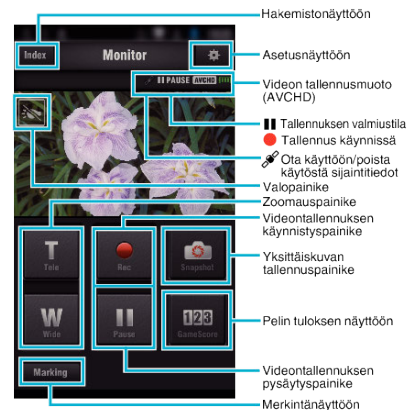 Hakemistonäyttöön
Index
Monitor
Asetusnäyttöön
PAUSE AVCHD
Videon tallennusmuoto
(AVCHD)
Tallennuksen valmiustila
Tallennus käynnissä
Ota käyttöön/poista
käytöstä sijaintitiedot
Valopainike
Zoomauspainike
Videontallennuksen
käynnistyspainike
T
Tele
Rec
Snapshot
Yksittäiskuvan
tallennuspainike
W
Wide
Pause
123
GameScore
Pelin tuloksen näyttöön
Marking
Videontallennuksen
pysäytyspainike
Merkintänäyttöön